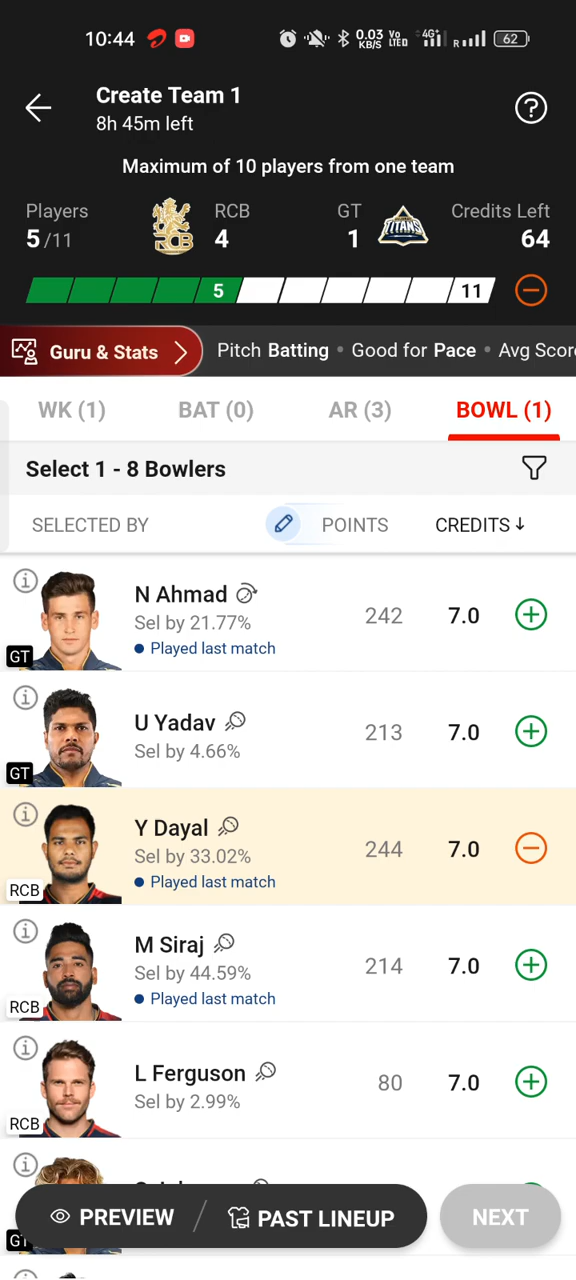 10:44 0.03 KB/S Vo LTED 4G+ R 62
Create Team 1
8h 45m left
Maximum of 10 players from one team
Players RCB GT Credits Left
5/11 RCB 4 1 TITANS 64
5 11
Guru & Stats Pitch Batting • Good for Pace • Avg Score
WK (1) BAT (0) AR (3) BOWL (1)
Select 1 - 8 Bowlers
SELECTED BY POINTS CREDITS↓
N Ahmad
Sel by 21.77% 242 7.0
GT • Played last match
U Yadav
Sel by 4.66% 213 7.0
GT
Y Dayal
Sel by 33.02% 244 7.0
RCB • Played last match
M Siraj
Sel by 44.59% 214 7.0
RCB • Played last match
L Ferguson
Sel by 2.99% 80 7.0
RCB
PREVIEW / PAST LINEUP NEXT
GT